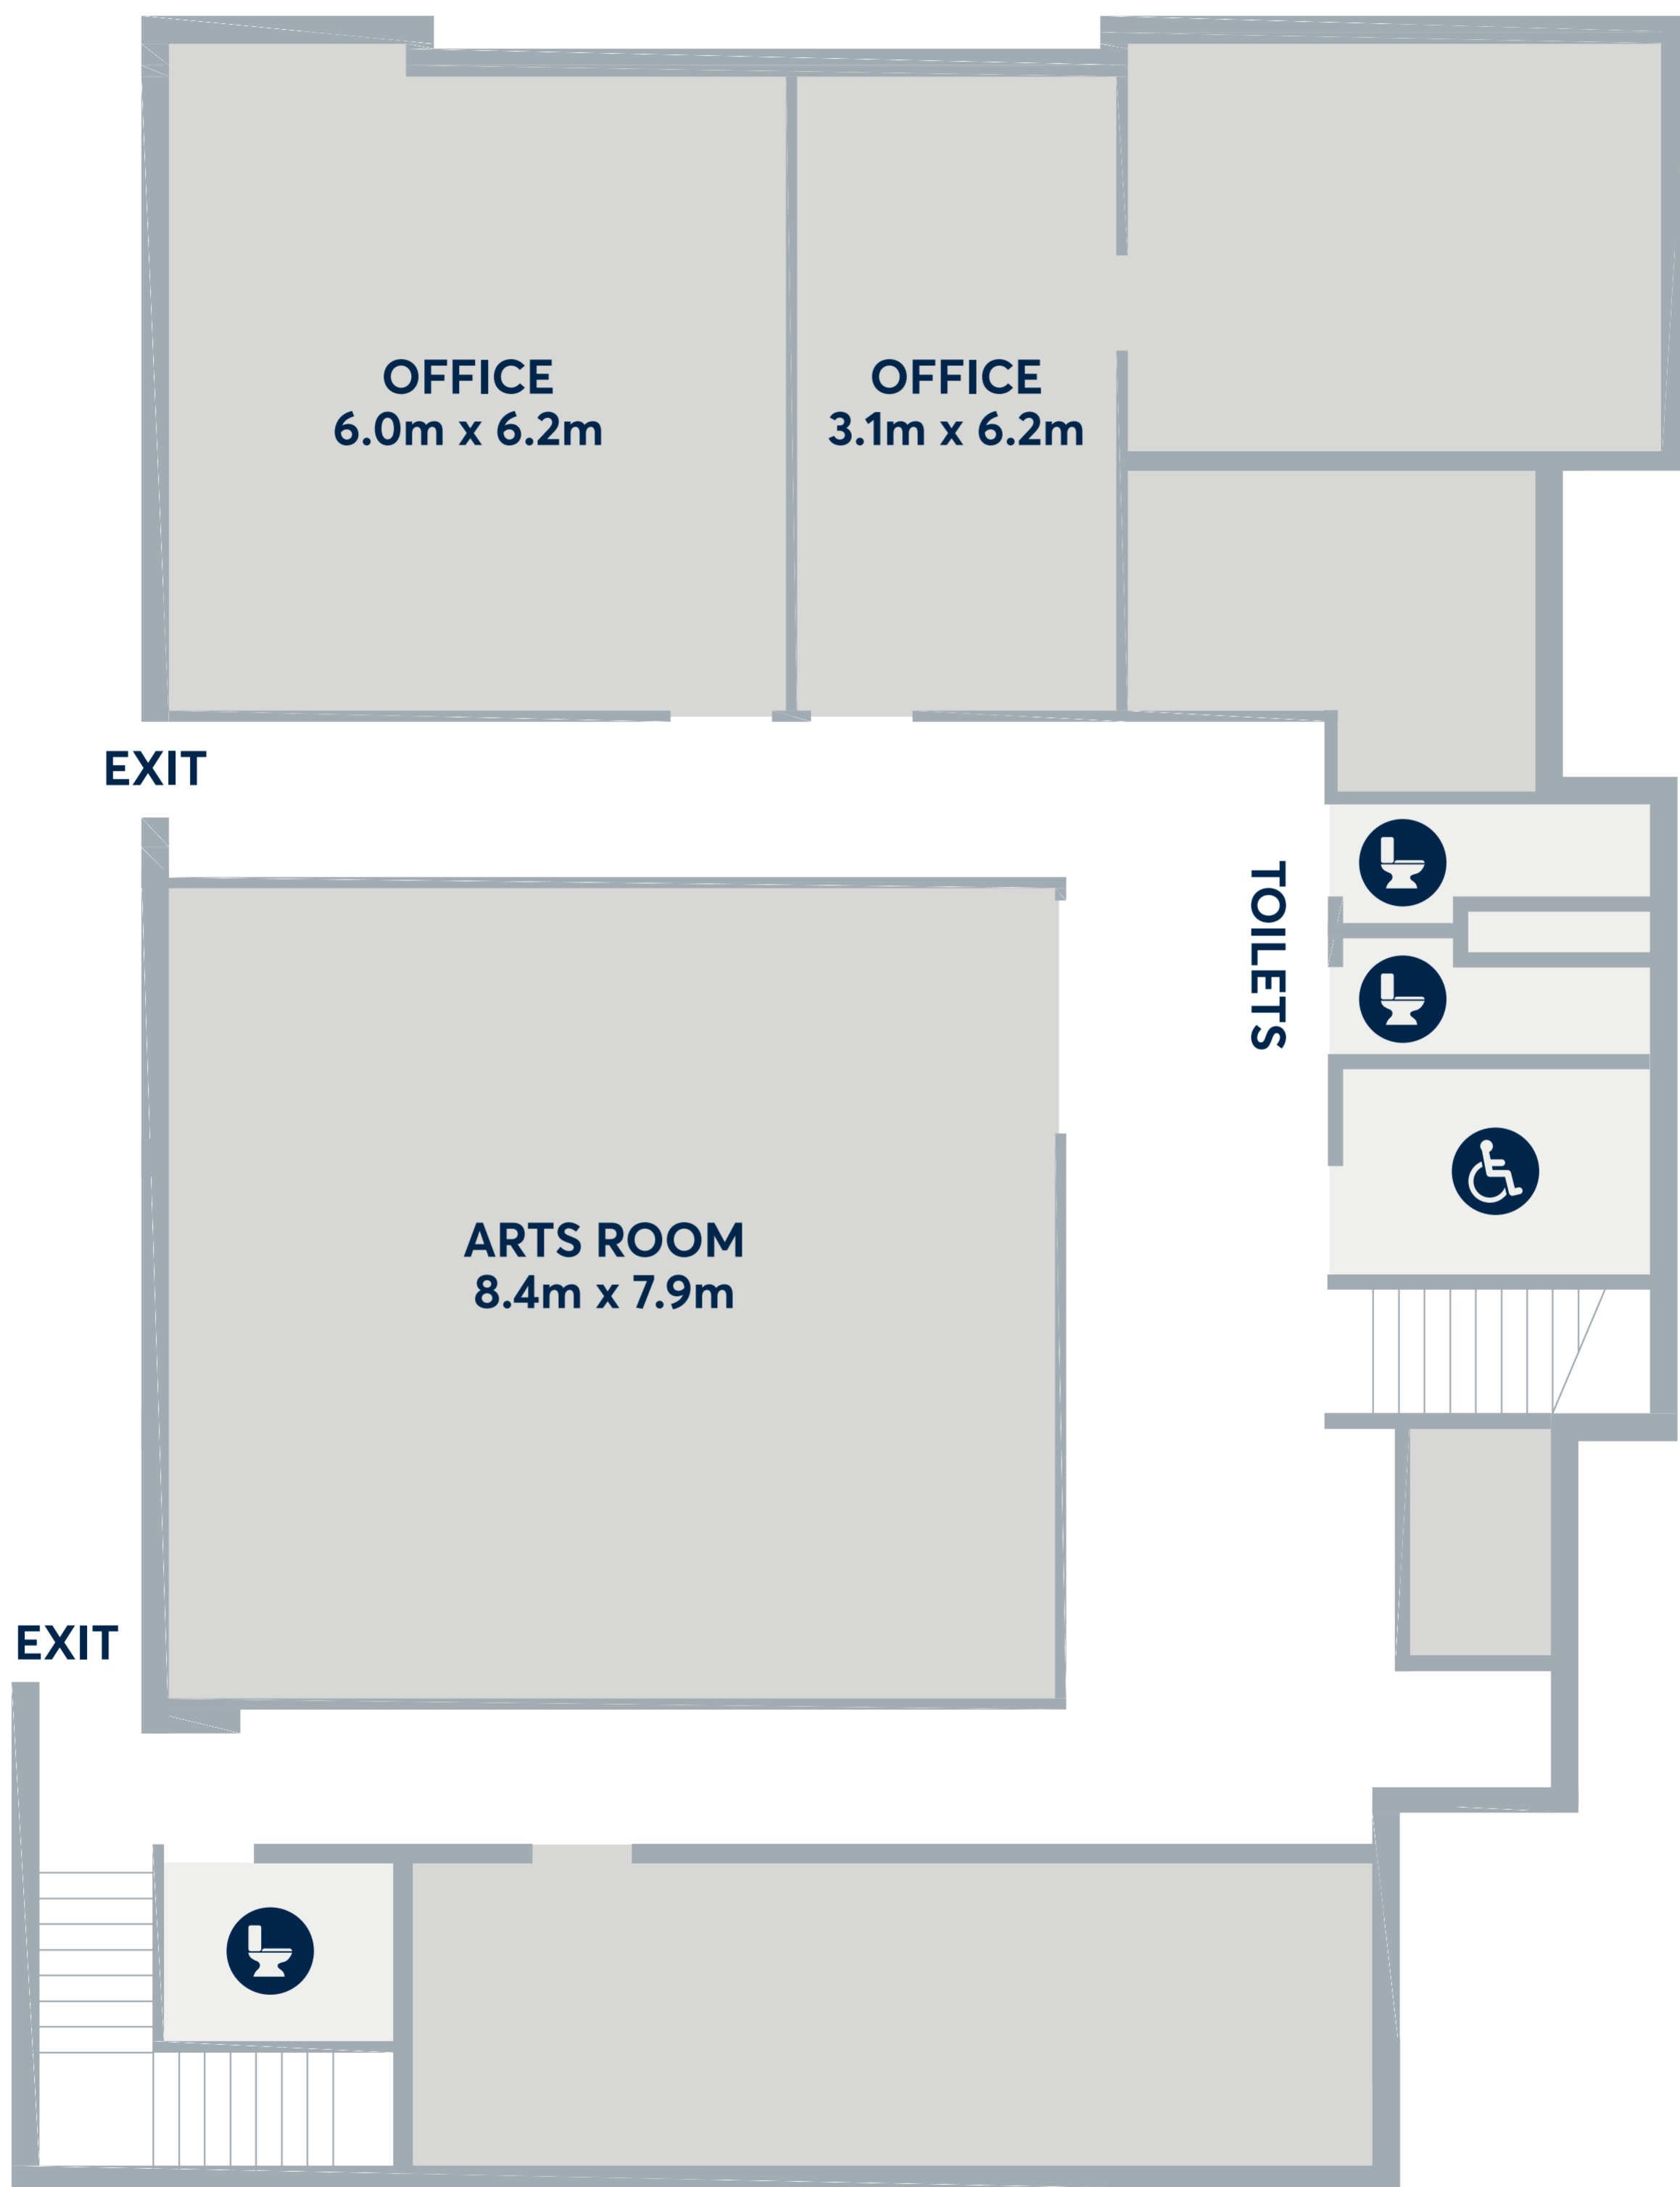 OFFICE
6.0m x 6.2m
OFFICE
3.1m x 6.2m
EXIT
TOILETS
ARTS ROOM
8.4m x 7.9m
EXIT